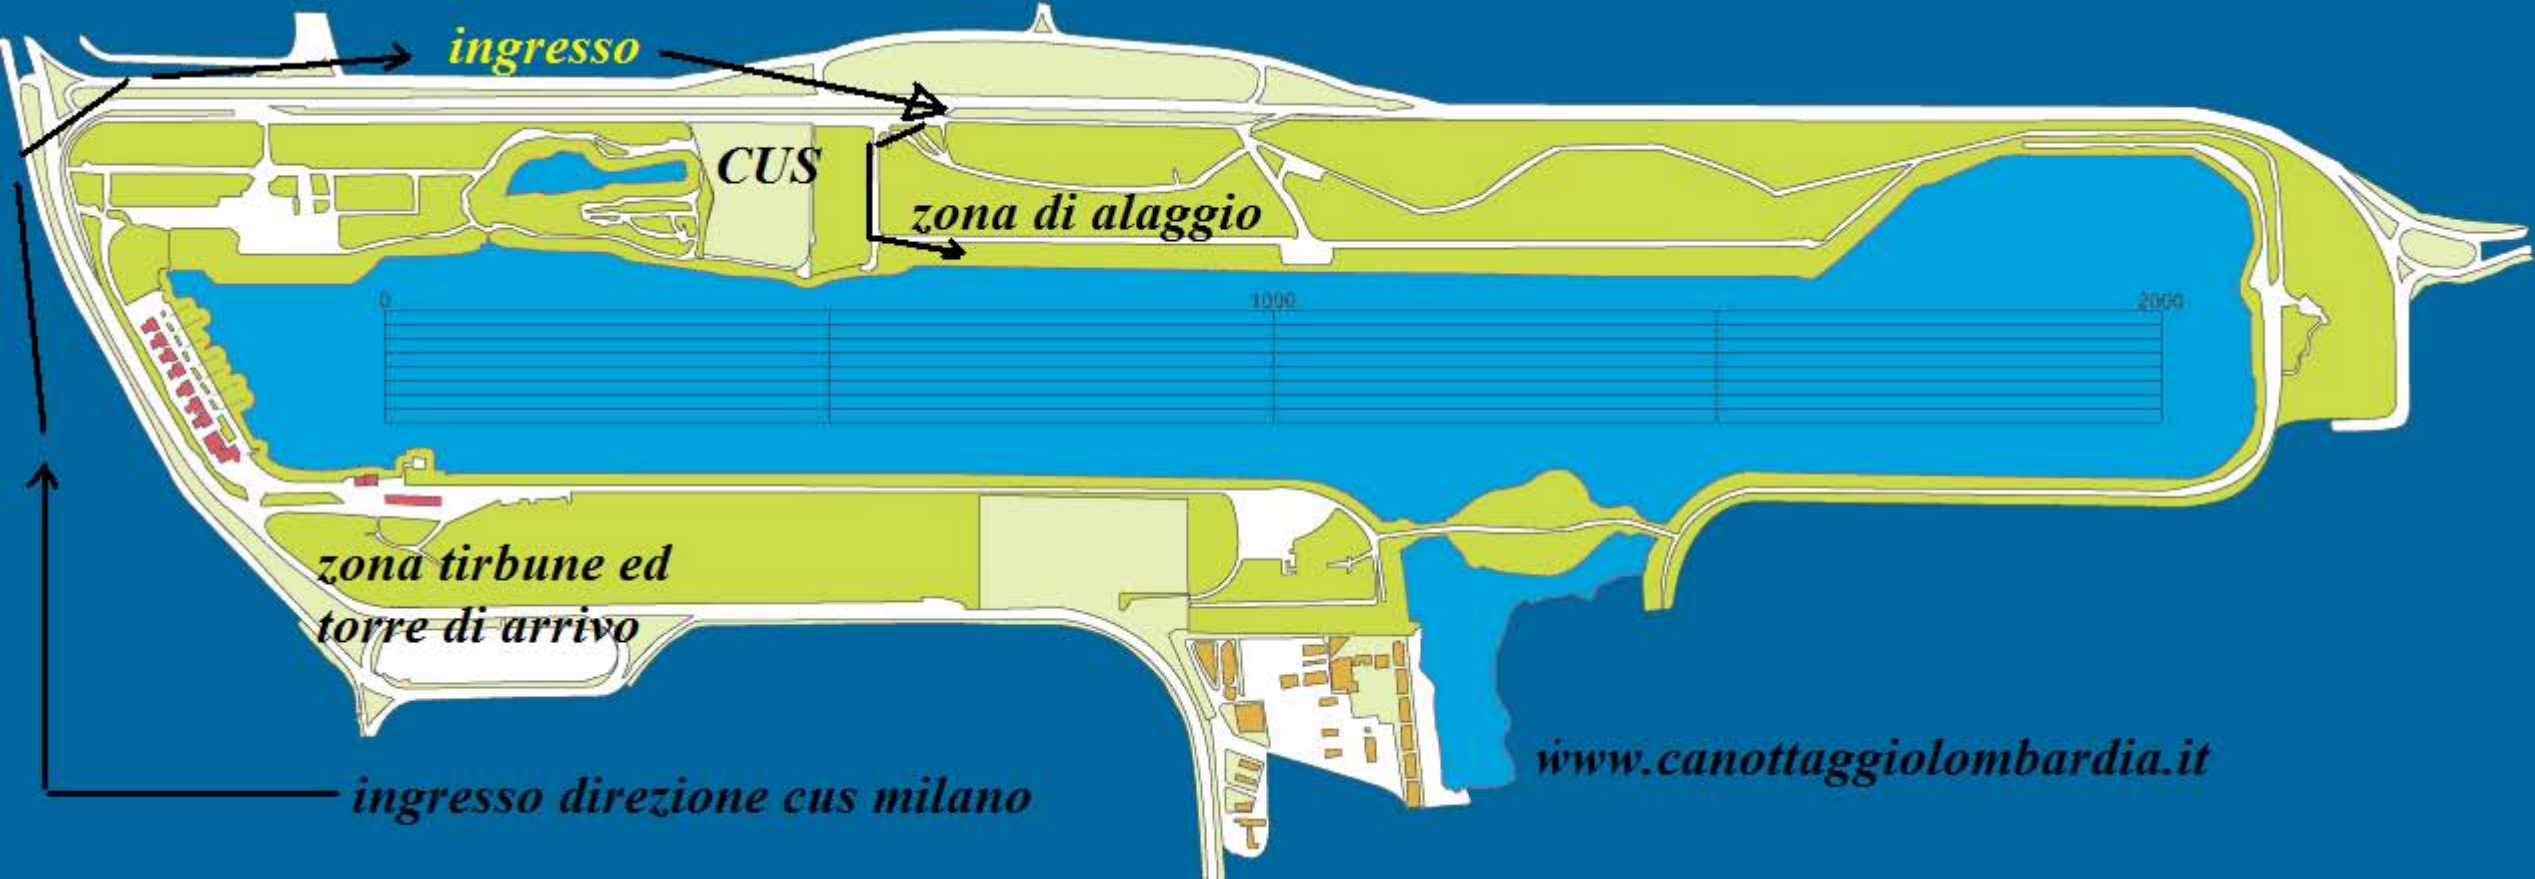 ingresso
CUS
zona di alaggio
0 1000 2000
zona tirbune ed
torre di arrivo
www.canottaggiolombardia.it
ingresso direzione cus milano